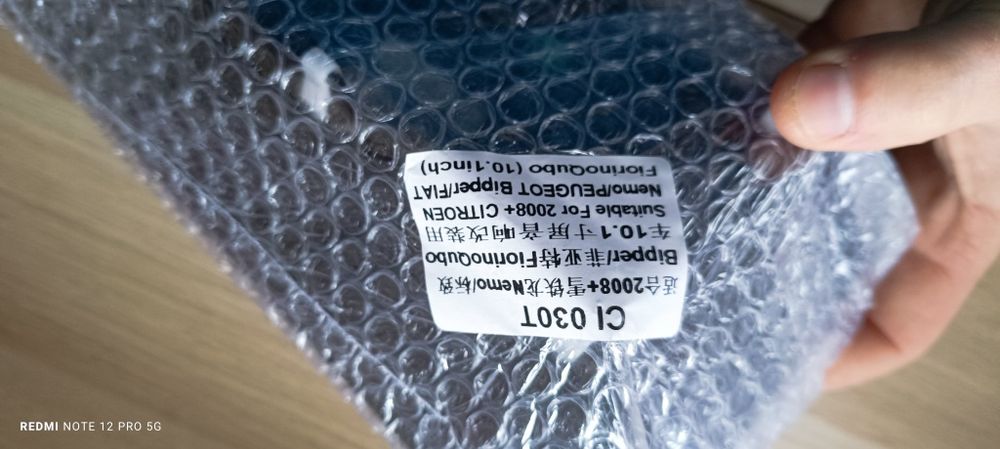 CI 030T
适合2008+雪铁龙Nemo/标致
Bipper/菲亚特FiorinoQubo
车10.1寸屏音响改装用
Suitable For 2008+ CITROEN
Nemo/PEUGEOT Bipper/FIAT
FiorinoQubo (10.1inch)
REDMI NOTE 12 PRO 5G